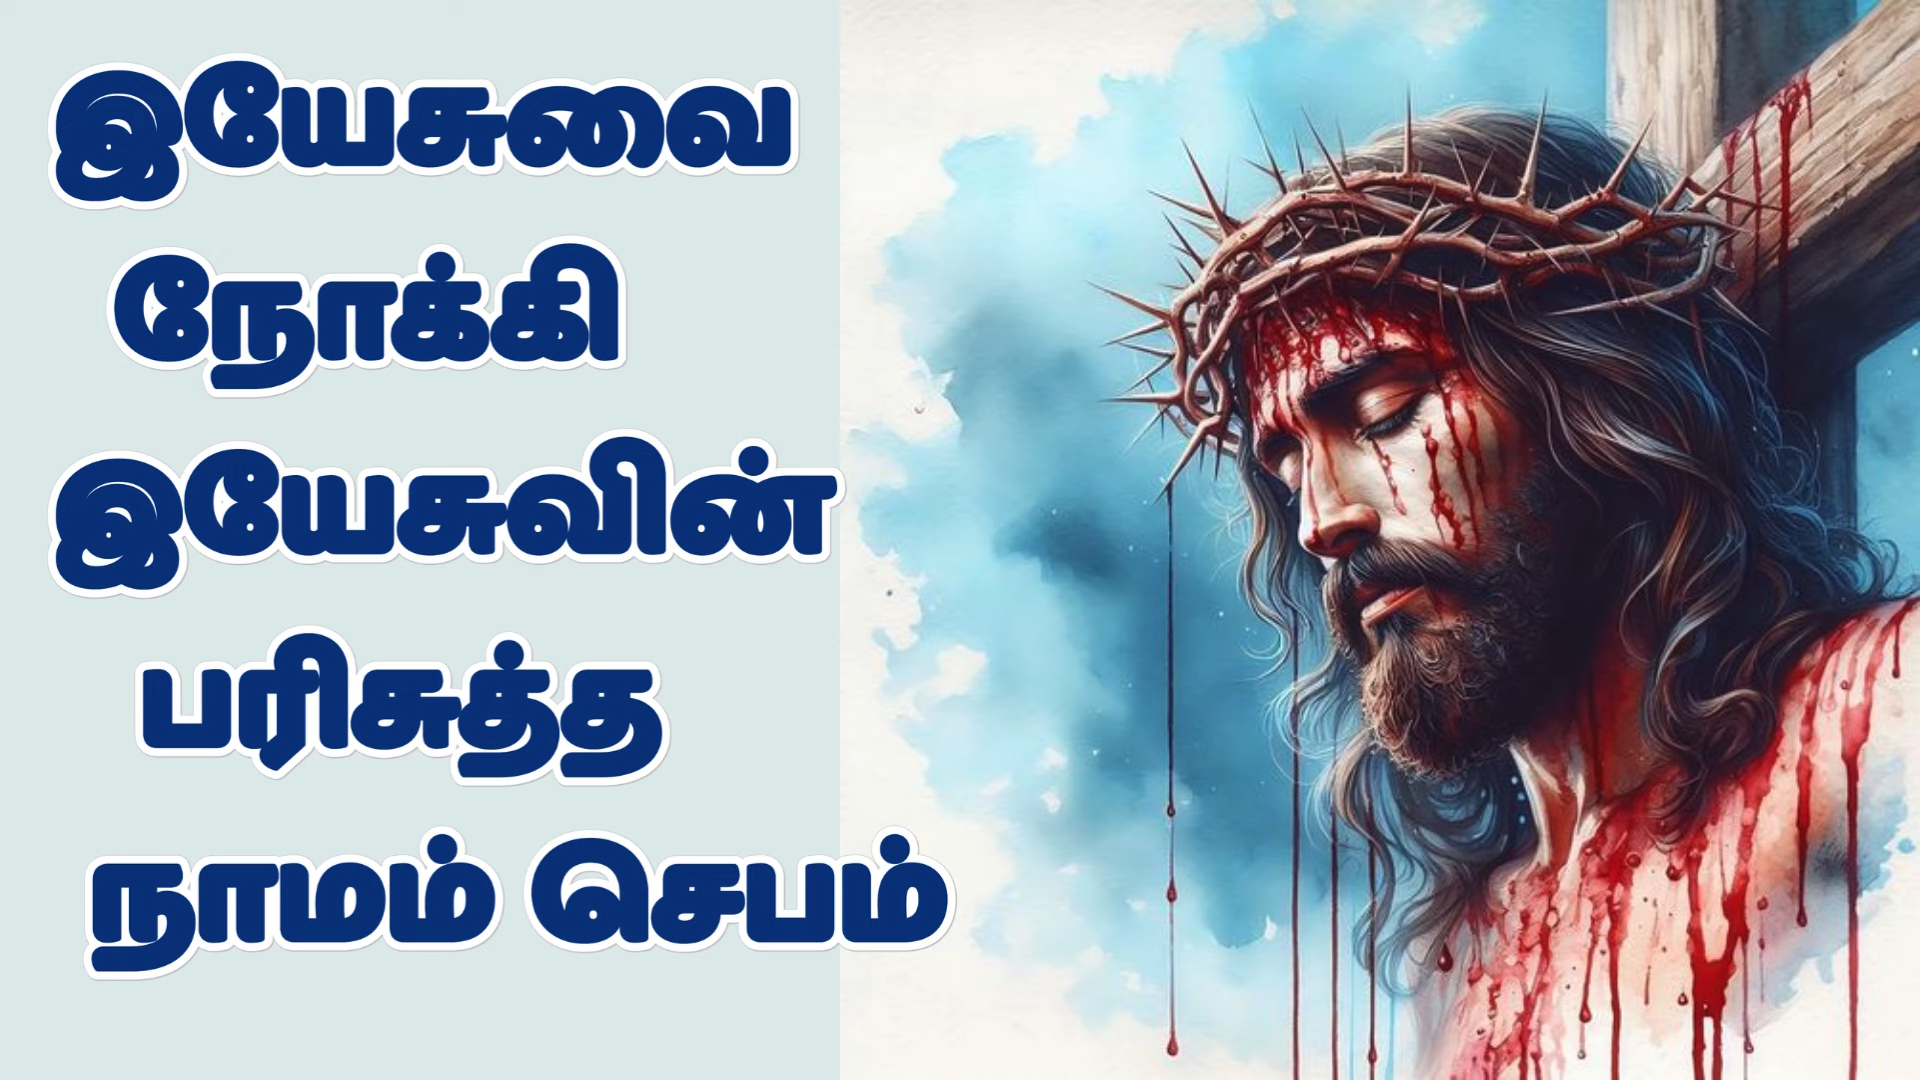 இயேசுவை
நோக்கி
இயேசுவின்
பரிசுத்த
நாமம் செபம்